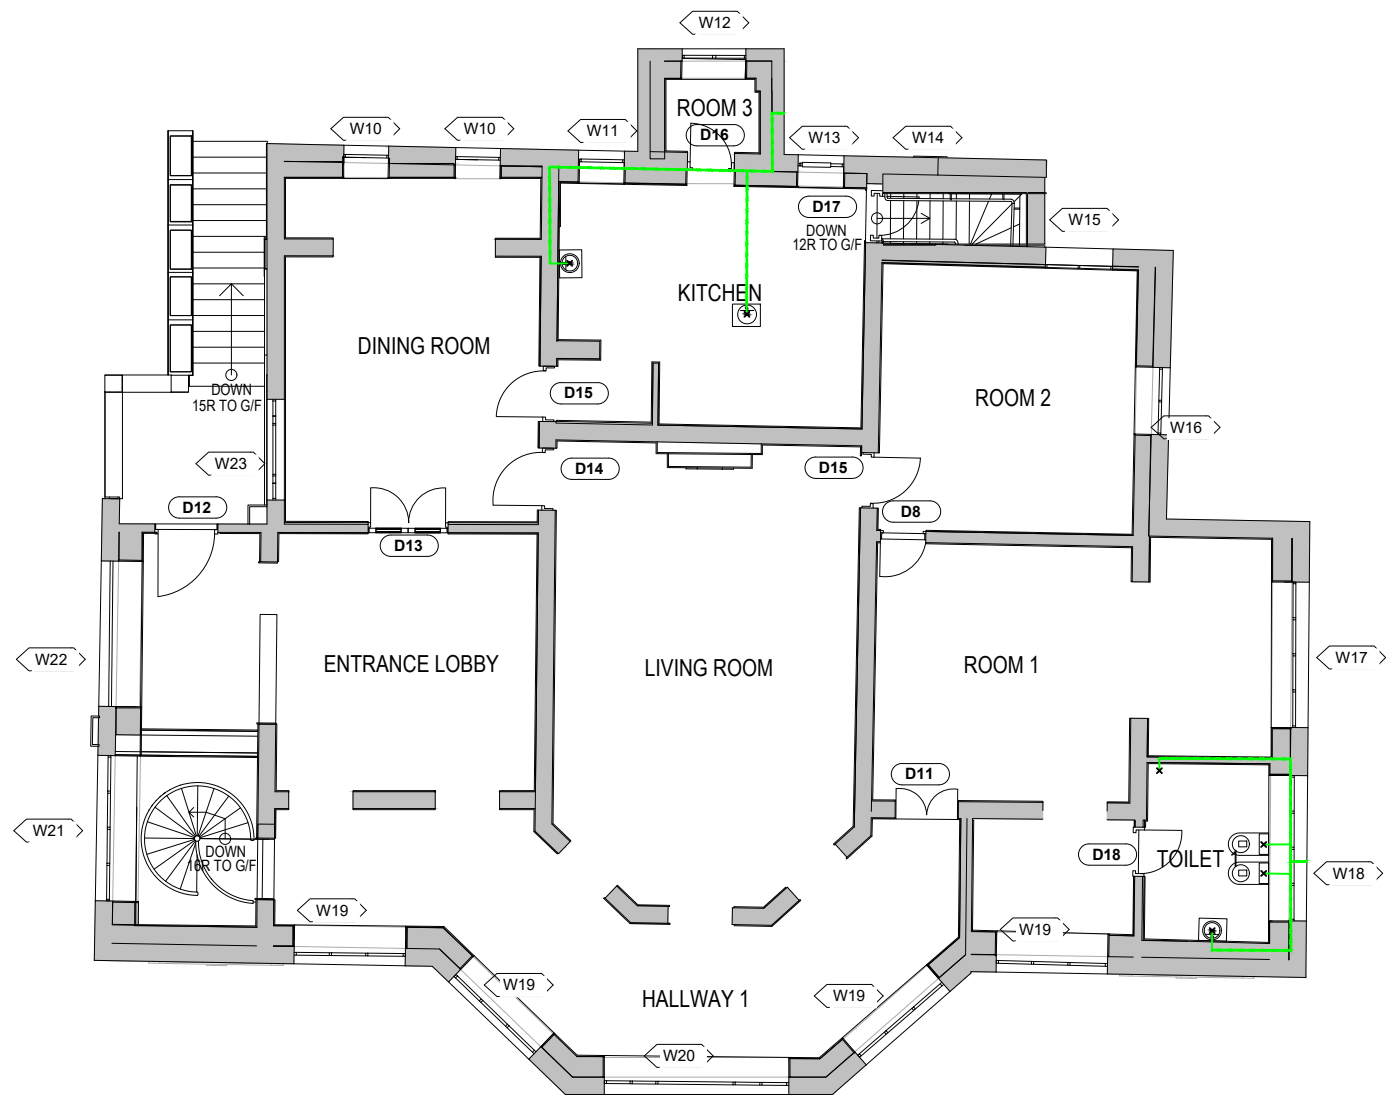 W12
ROOM 3
D16
W10
W10
W11
W13
W14
D17
DOWN
12R TO G/F
W15
KITCHEN
DINING ROOM
DOWN
15R TO G/F
D15
ROOM 2
W16
W23
D14
D15
D12
D8
D13
W22
ENTRANCE LOBBY
LIVING ROOM
ROOM 1
W17
D11
W21
DOWN
16R TO G/F
D18
TOILET
W18
W19
W19
W19
HALLWAY 1
W19
W20